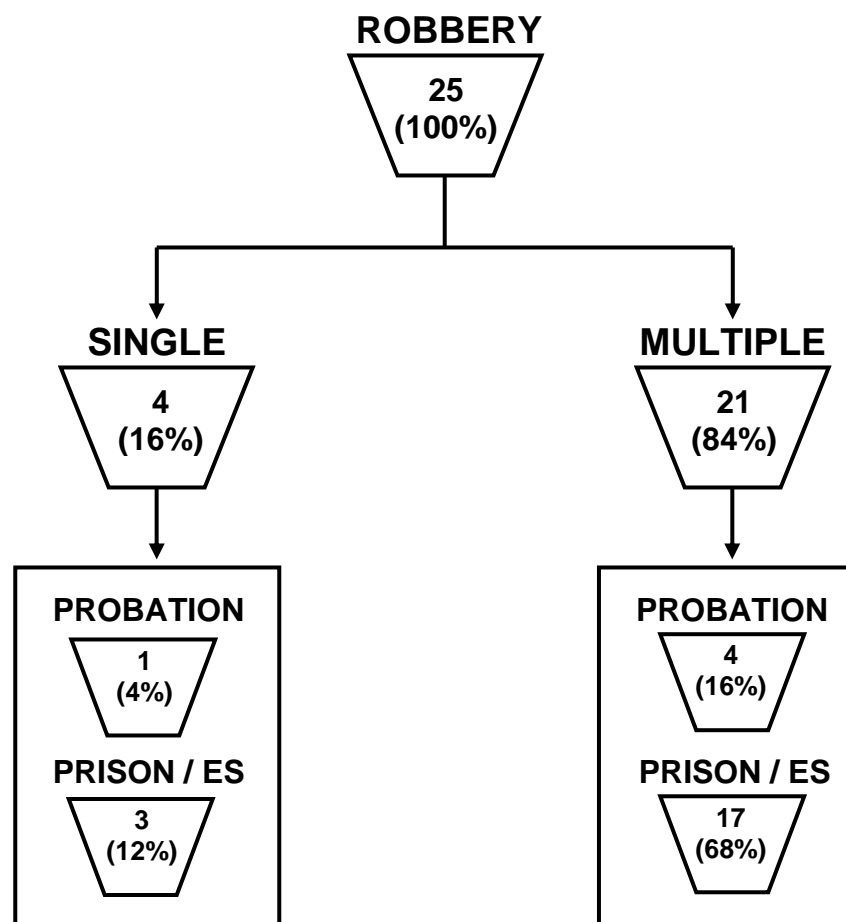 ROBBERY
25
(100%)
SINGLE
4
(16%)
MULTIPLE
21
(84%)
PROBATION
1
(4%)
PRISON / ES
3
(12%)
PROBATION
4
(16%)
PRISON / ES
17
(68%)